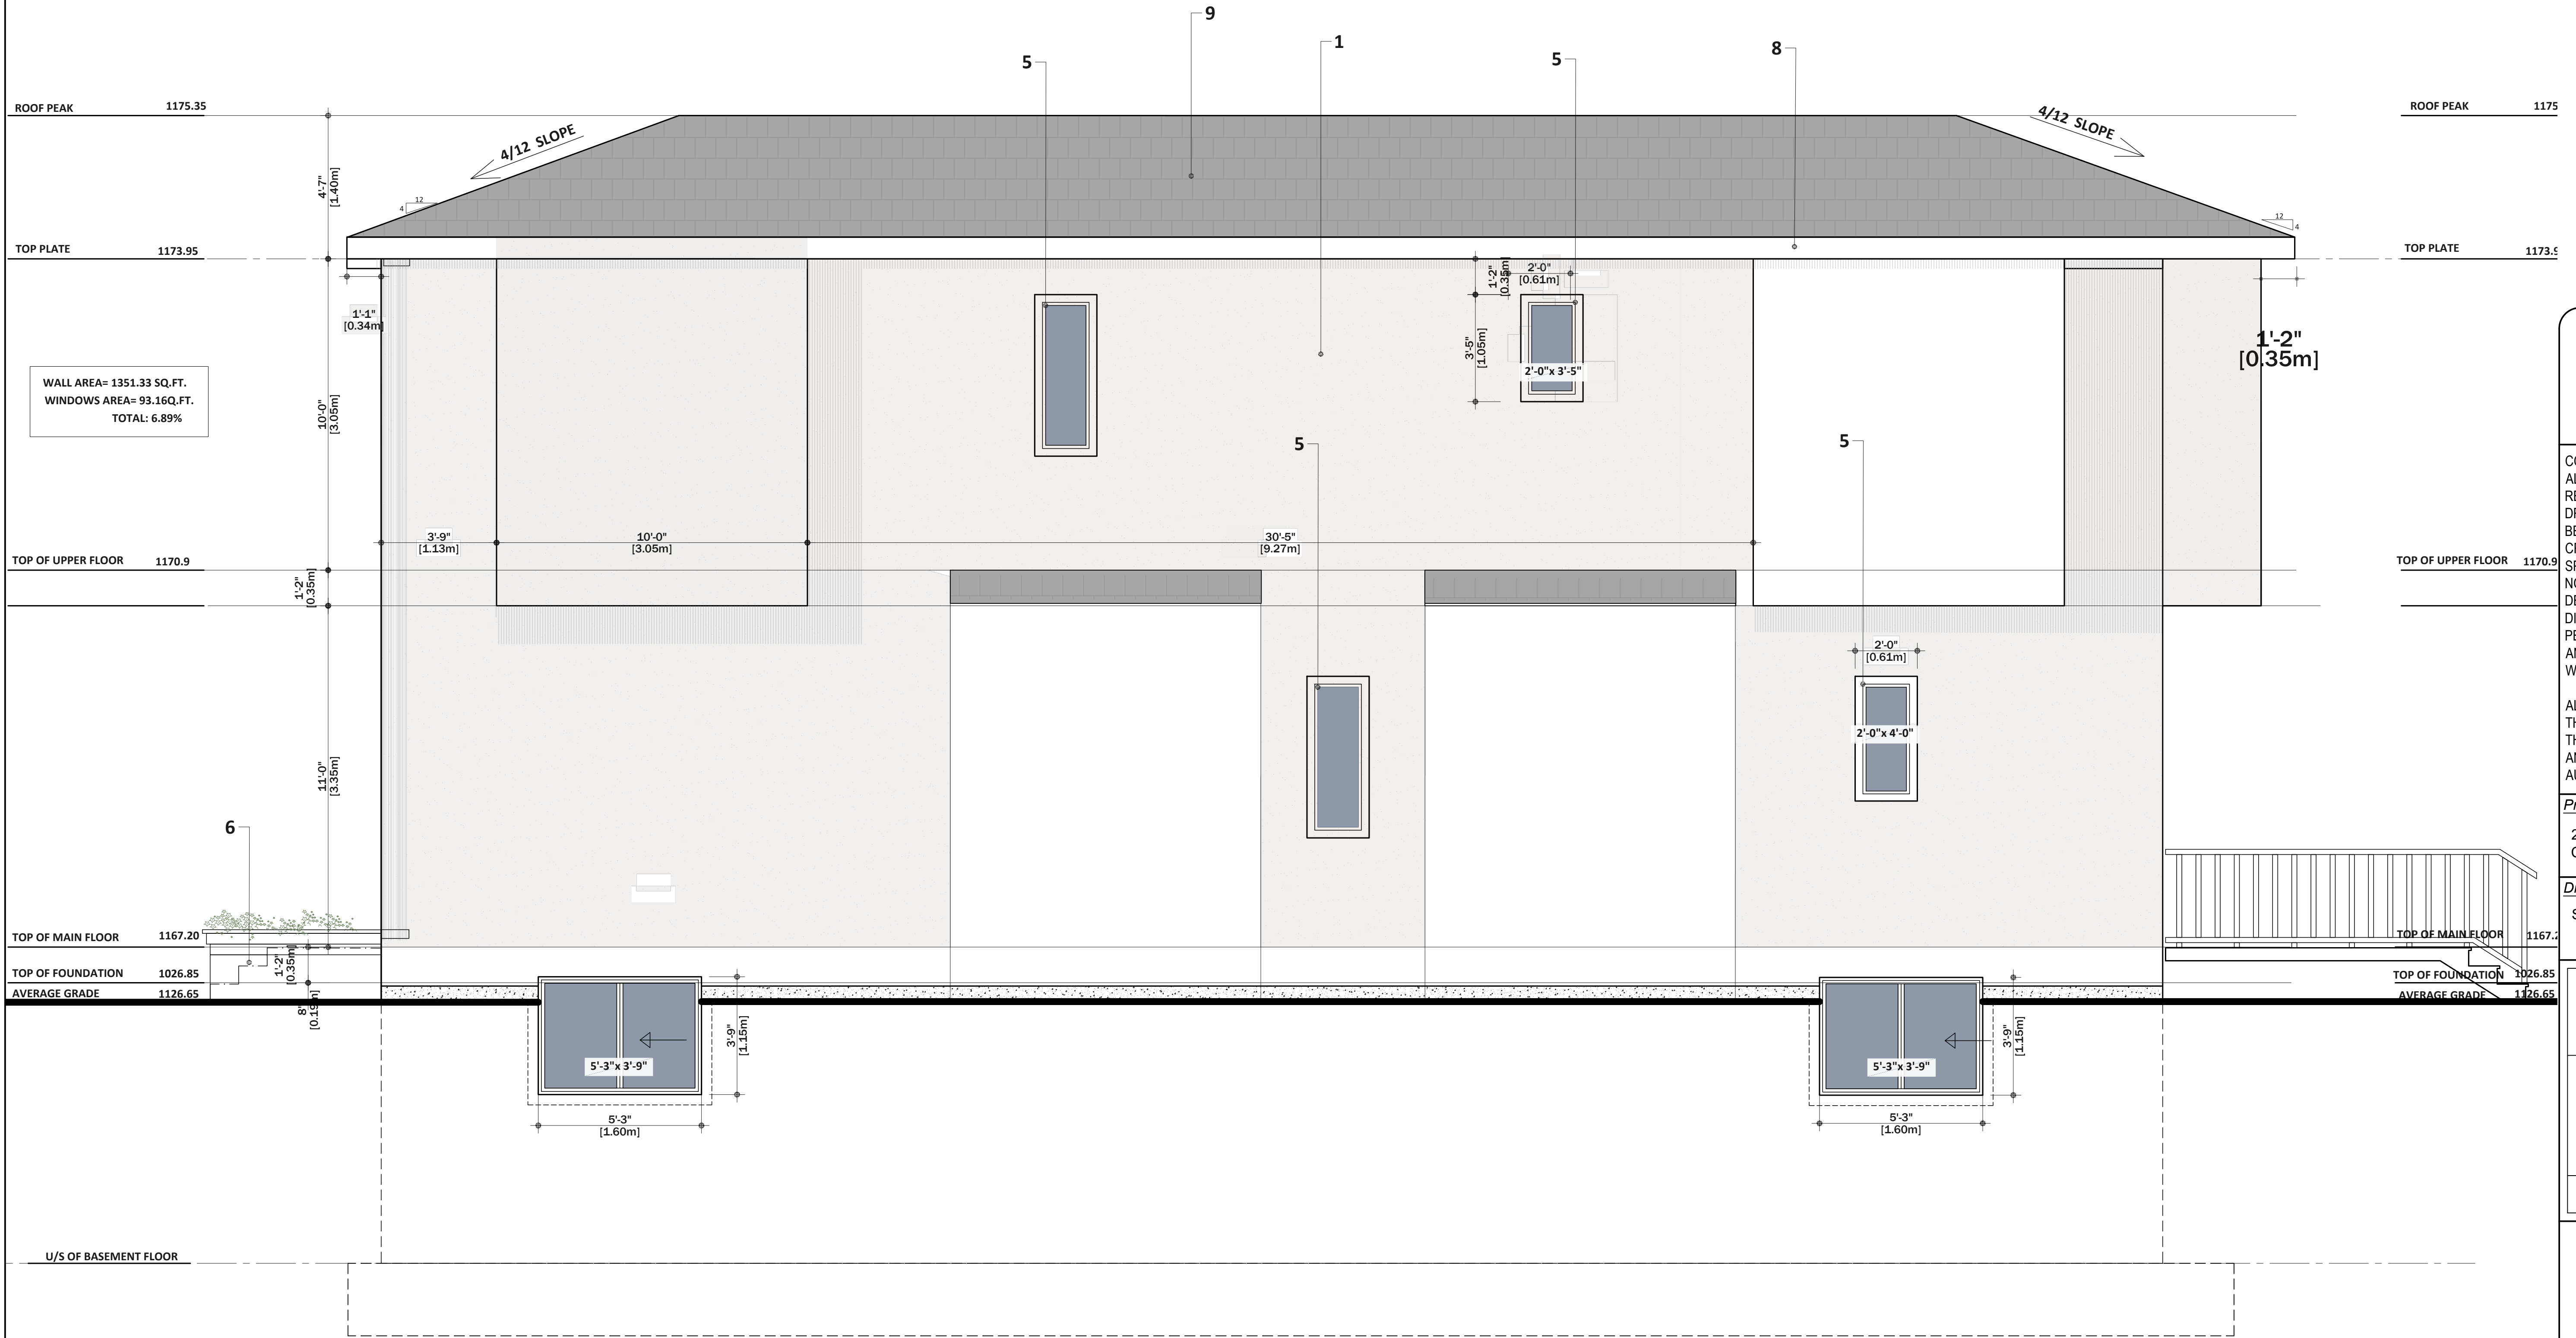 9
1
5
5
8
ROOF PEAK 1175.35
ROOF PEAK 1175
4/12 SLOPE
4/12 SLOPE
4'-7"
[1.40m]
12
4
12
4
TOP PLATE 1173.95
TOP PLATE 1173.9
1'-2"
[0.35m]
2'-0"
[0.61m]
1'-1"
[0.34m]
1'-2"
[0.35m]
3'-5"
[1.05m]
2'-0"x 3'-5"
WALL AREA= 1351.33 SQ.FT.
WINDOWS AREA= 93.16Q.FT.
TOTAL: 6.89%
10'-0"
[3.05m]
5
5
3'-9"
[1.13m]
10'-0"
[3.05m]
30'-5"
[9.27m]
TOP OF UPPER FLOOR 1170.9
TOP OF UPPER FLOOR 1170.9
1'-2"
[0.35m]
2'-0"
[0.61m]
2'-0"x 4'-0"
11'-0"
[3.35m]
6
TOP OF MAIN FLOOR 1167.20
TOP OF MAIN FLOOR 1167.2
1'-2"
[0.35m]
TOP OF FOUNDATION 1026.85
TOP OF FOUNDATION 1026.85
AVERAGE GRADE 1126.65
AVERAGE GRADE 1126.65
8"
[0.19m]
3'-9"
[1.15m]
3'-9"
[1.15m]
5'-3"x 3'-9"
5'-3"x 3'-9"
5'-3"
[1.60m]
5'-3"
[1.60m]
U/S OF BASEMENT FLOOR